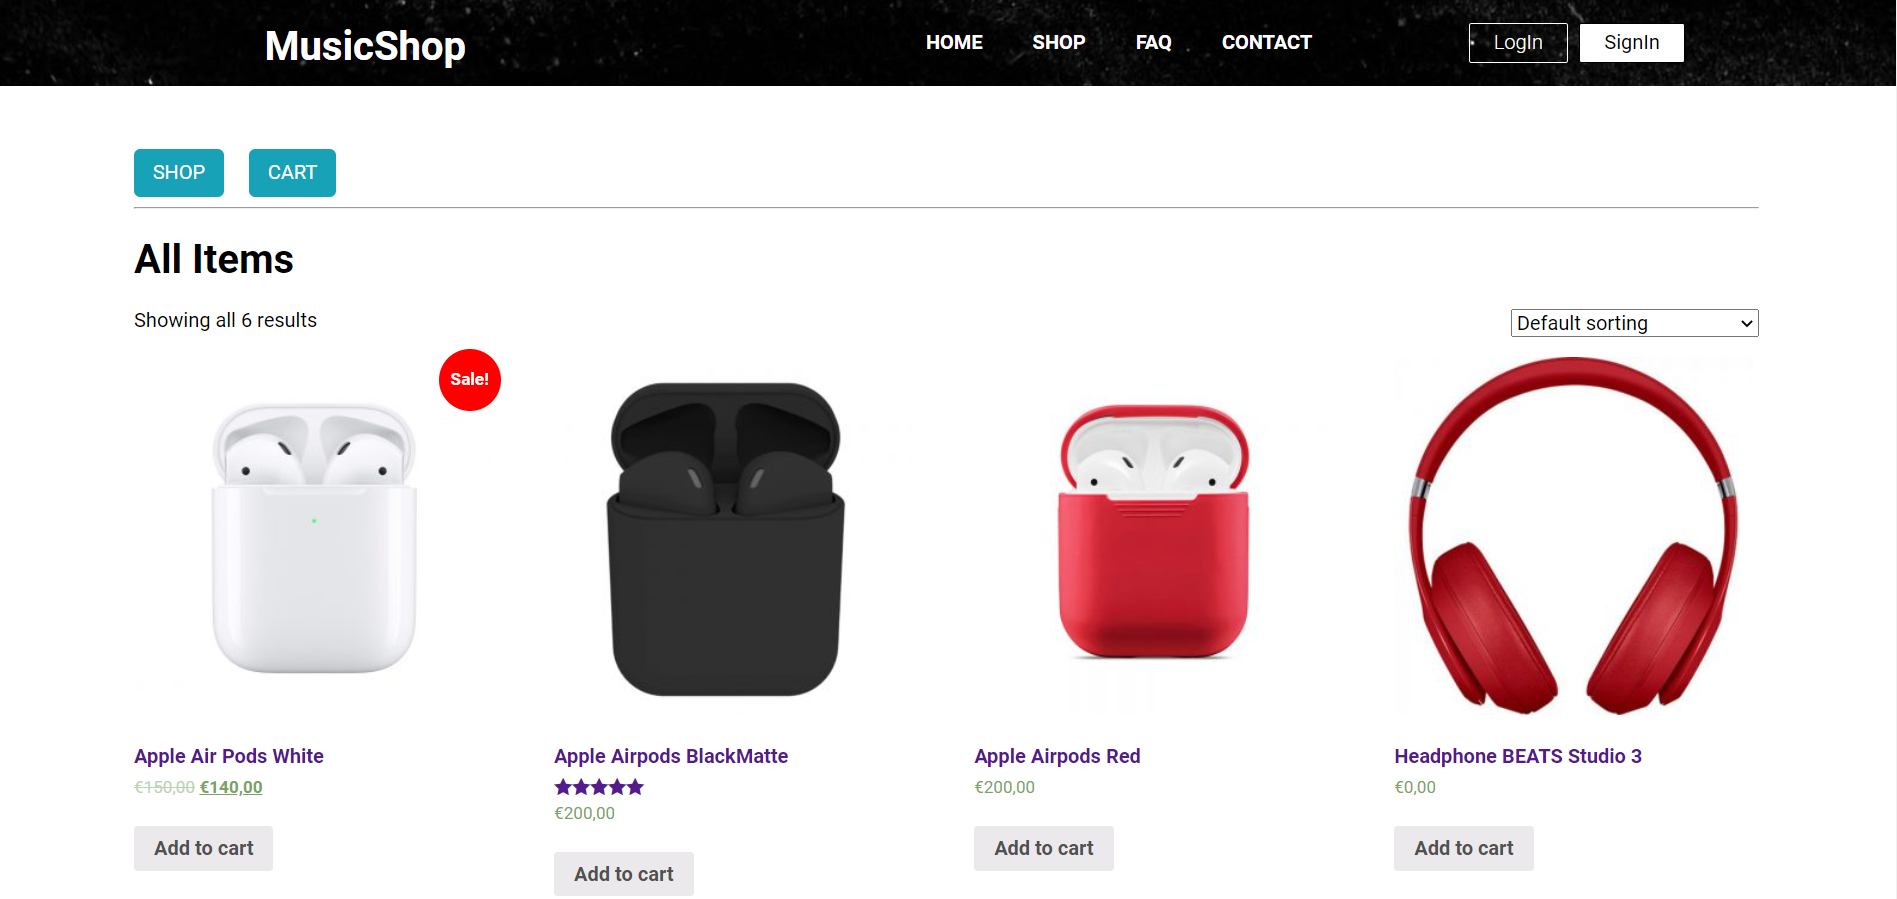 MusicShop
HOME SHOP FAQ CONTACT
LogIn SignIn
SHOP CART
All Items
Showing all 6 results
Default sorting
Sale!
Apple Air Pods White
€150,00 €140,00
Add to cart
Apple Airpods BlackMatte
€200,00
Add to cart
Apple Airpods Red
€200,00
Add to cart
Headphone BEATS Studio 3
€0,00
Add to cart